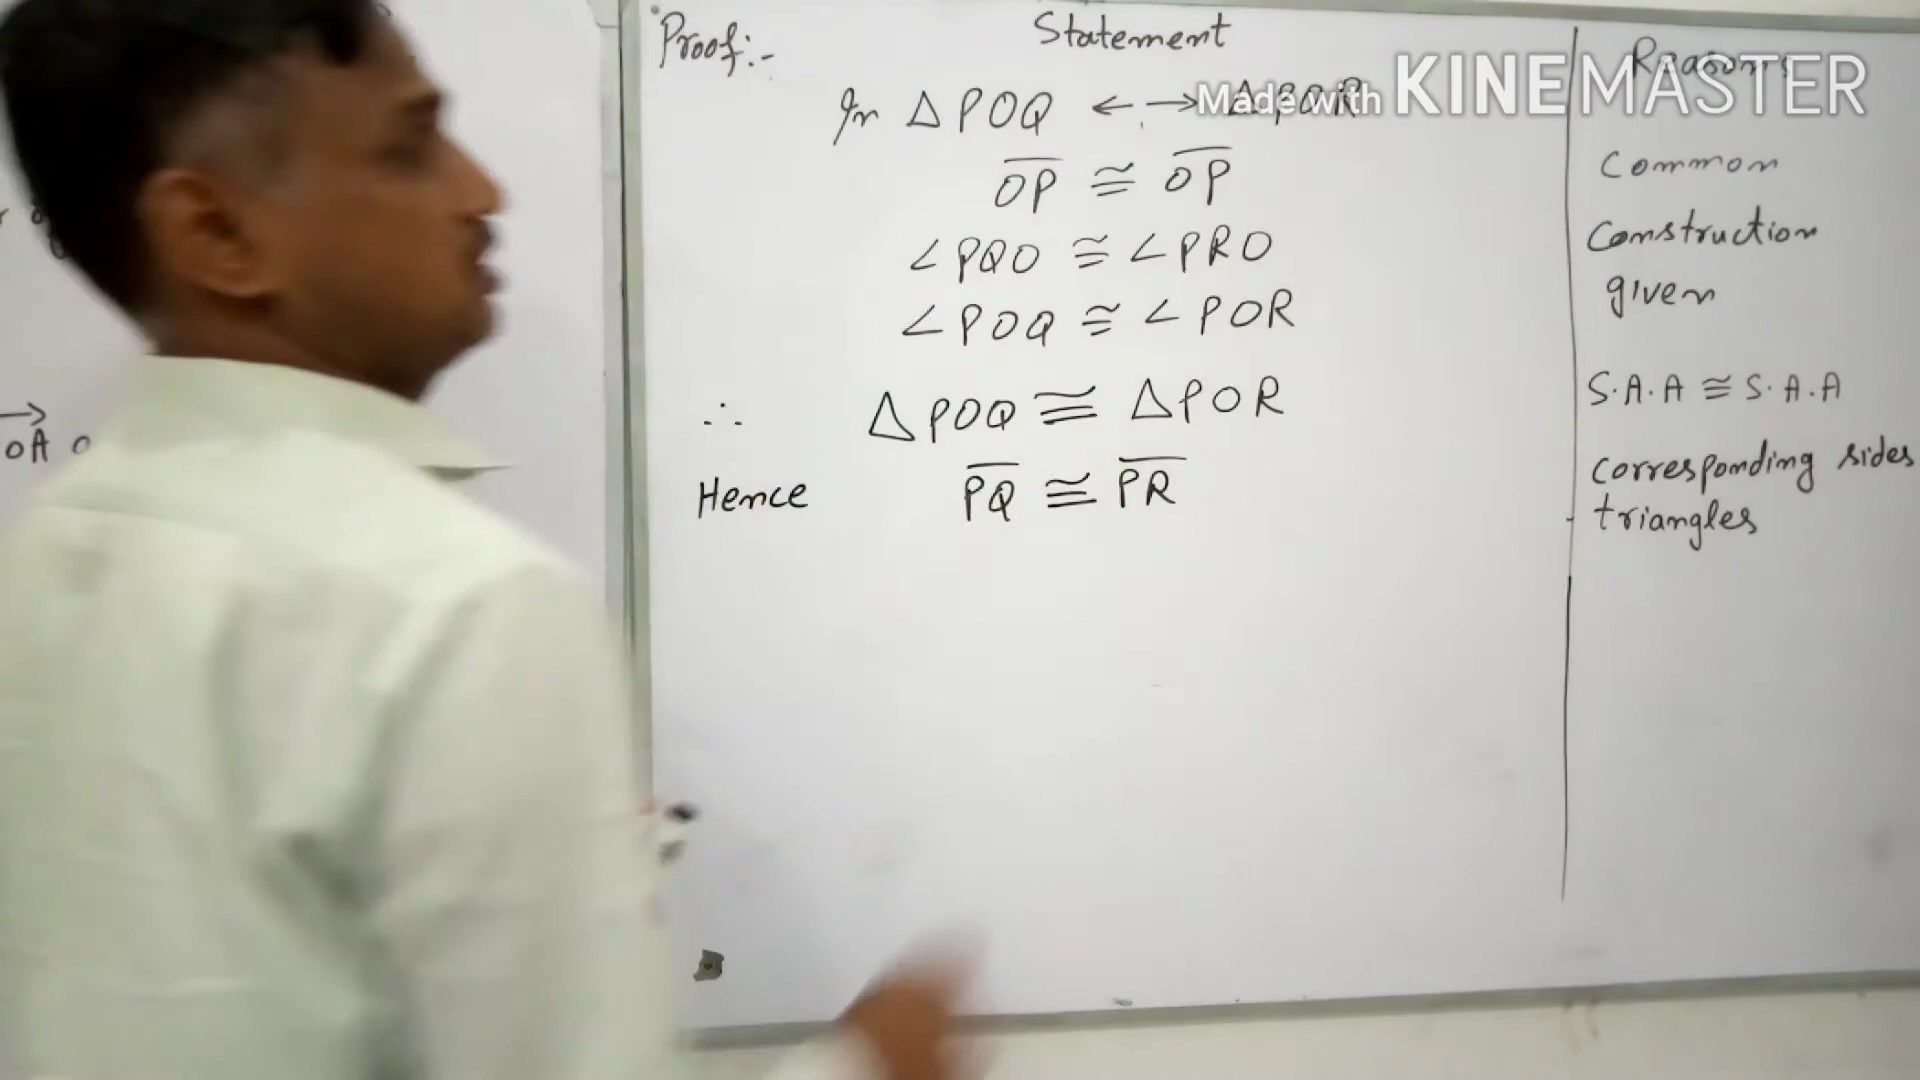 Proof:-
Statement
Reasons
In △POQ ←→ △POR
Made with KINEMASTER
OP ≅ OP
Common
∠PQO ≅ ∠PRO
Construction
∠POQ ≅ ∠POR
given
∴ △POQ ≅ △POR
S.A.A ≅ S.A.A
Hence PQ ≅ PR
Corresponding sides
triangles
→
OA